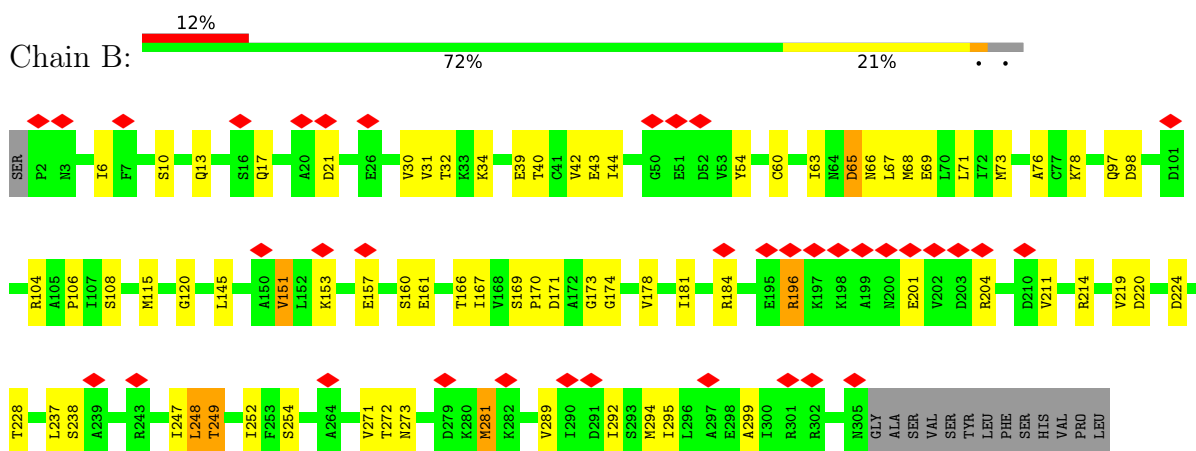 12%
Chain B:
72% 21% • •
SER P2 N3 I6 F7 S10 Q13 S16 Q17 A20 D21 E26 V30 V31 T32 K33 K34 E39 T40 C41 V42 E43 I44 G50 E51 D52 V53 Y54 C60 I63 N64 D65 N66 L67 M68 E69 L70 L71 I72 M73 A76 C77 K78 Q97 D98 D101
R104 A105 P106 I107 S108 M115 G120 L145 A150 V151 L152 K153 E157 S160 E161 T166 I167 V168 S169 P170 D171 A172 G173 G174 V178 I181 R184 E195 R196 K197 K198 A199 N200 E201 V202 D203 R204 D210 V211 R214 V219 D220 D224
T228 L237 S238 A239 R243 I247 L248 T249 I252 F253 S254 A264 V271 T272 N273 D279 K280 M281 K282 V289 I290 D291 I292 S293 M294 I295 L296 A297 E298 A299 I300 R301 R302 N305 GLY ALA SER VAL SER TYR LEU PHE SER HIS VAL PRO LEU